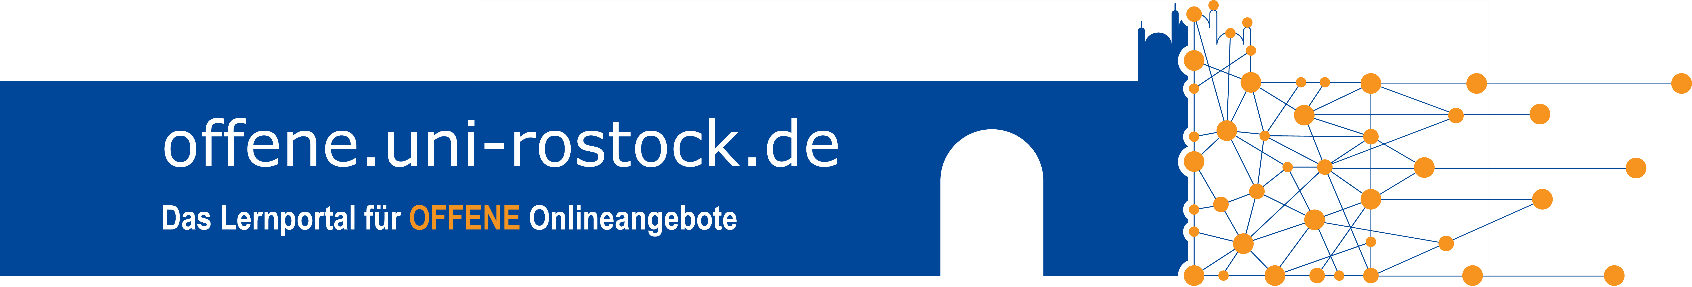 offene.uni-rostock.de
Das Lernportal für OFFENE Onlineangebote